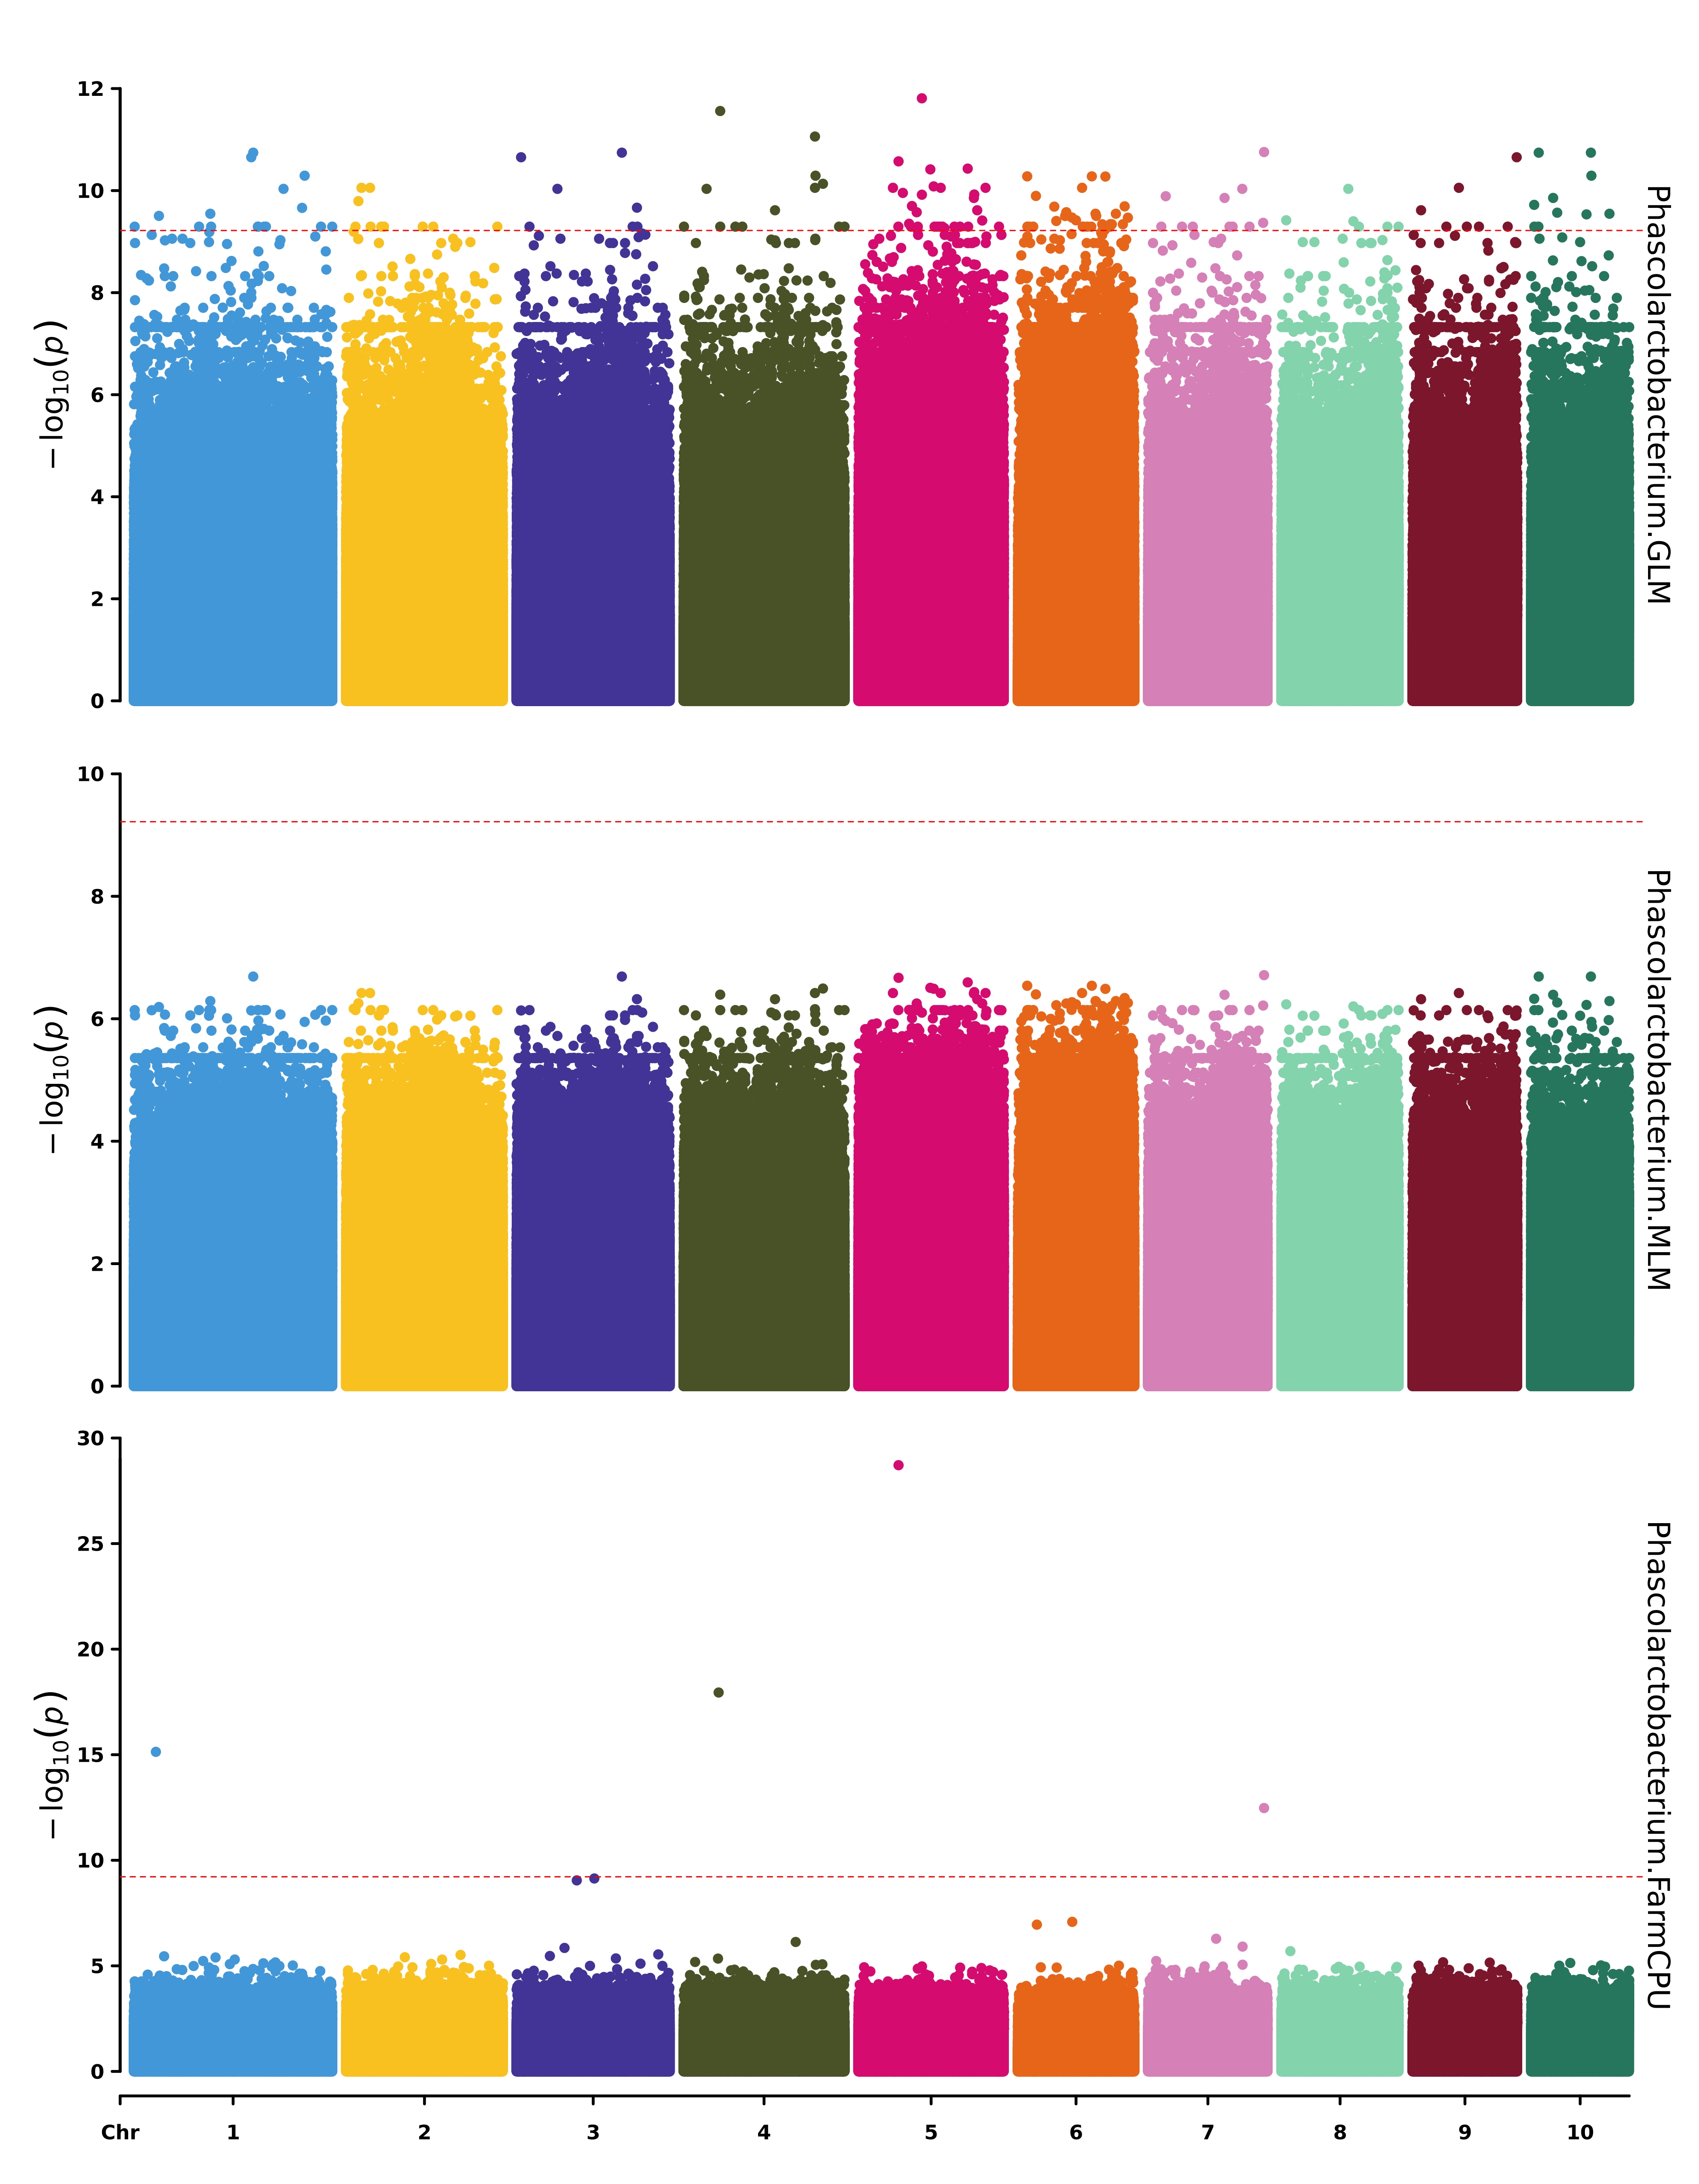 12
10
8
6
4
2
0
− log₁₀(p)
Phascolarctobacterium.GLM
10
8
6
4
2
0
− log₁₀(p)
Phascolarctobacterium.MLM
30
25
20
15
10
5
0
− log₁₀(p)
Phascolarctobacterium.FarmCPU
Chr 1 2 3 4 5 6 7 8 9 10